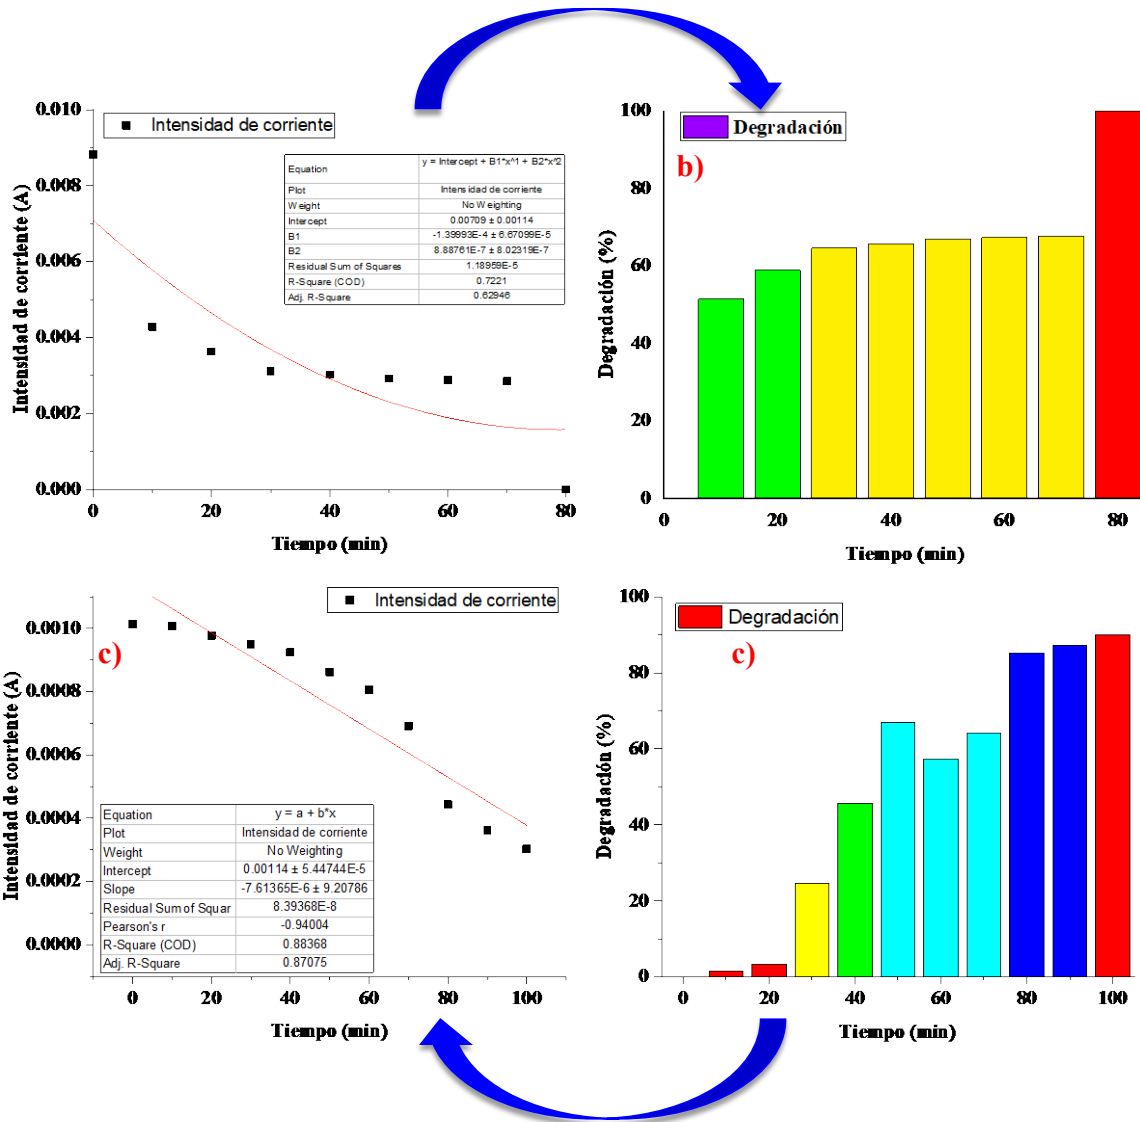 0.010
0.008
0.006
0.004
0.002
0.000
0
20
40
60
80
Intensidad de corriente (A)
Tiempo (min)
Intensidad de corriente
Equation y = Intercept + B1*x^1 + B2*x^2
Plot Intensidad de corriente
Weight No Weighting
Intercept 0.00709 ± 0.00114
B1 -1.39993E-4 ± 6.67099E-5
B2 8.88761E-7 ± 8.02319E-7
Residual Sum of Squares 1.18959E-5
R-Square (COD) 0.7221
Adj. R-Square 0.62946
100
80
60
40
20
0
0
20
40
60
80
Degradación (%)
Tiempo (min)
Degradación
b)
0.0010
0.0008
0.0006
0.0004
0.0002
0.0000
0
20
40
60
80
100
Intensidad de corriente (A)
Tiempo (min)
Intensidad de corriente
c)
Equation y = a + b*x
Plot Intensidad de corriente
Weight No Weighting
Intercept 0.00114 ± 5.44744E-5
Slope -7.61365E-6 ± 9.20786
Residual Sum of Squar 8.39368E-8
Pearson's r -0.94004
R-Square (COD) 0.88368
Adj. R-Square 0.87075
100
80
60
40
20
0
0
20
40
60
80
100
Degradación (%)
Tiempo (min)
Degradación
c)